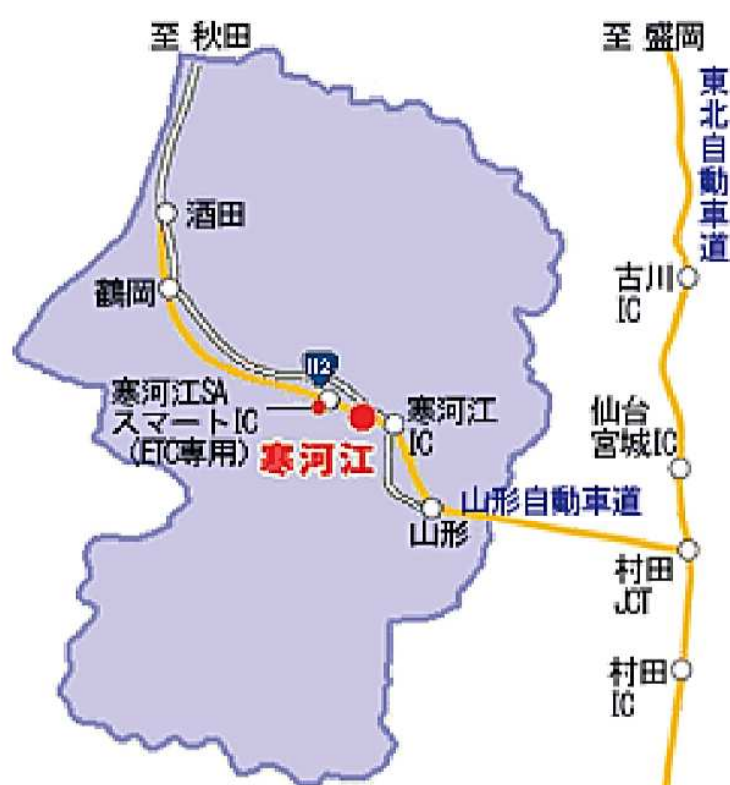 至 秋田
至 盛岡
東北自動車道
酒田
古川
IC
鶴岡
112
寒河江SA
スマートIC
(ETC専用)
寒河江
寒河江
IC
仙台
宮城IC
山形
山形自動車道
村田
JCT
村田
IC